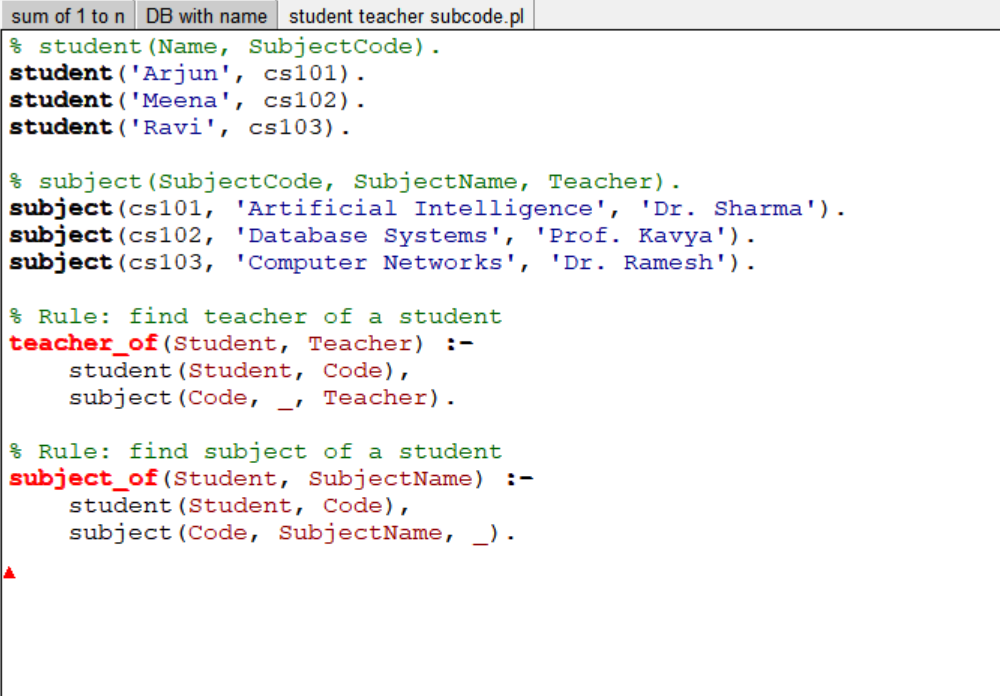 sum of 1 to n DB with name student teacher subcode.pl
% student(Name, SubjectCode).
student('Arjun', cs101).
student('Meena', cs102).
student('Ravi', cs103).
% subject(SubjectCode, SubjectName, Teacher).
subject(cs101, 'Artificial Intelligence', 'Dr. Sharma').
subject(cs102, 'Database Systems', 'Prof. Kavya').
subject(cs103, 'Computer Networks', 'Dr. Ramesh').
% Rule: find teacher of a student
teacher_of(Student, Teacher) :-
    student(Student, Code),
    subject(Code, _, Teacher).
% Rule: find subject of a student
subject_of(Student, SubjectName) :-
    student(Student, Code),
    subject(Code, SubjectName, _).